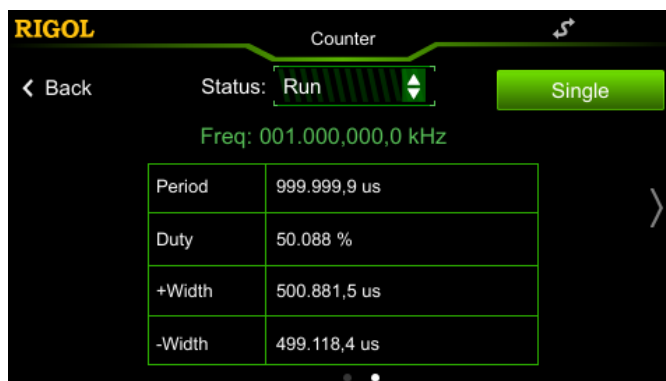 RIGOL
Counter
Back
Status: Run
Single
Freq: 001.000,000,0 kHz
Period 999.999,9 us
Duty 50.088 %
+Width 500.881,5 us
-Width 499.118,4 us